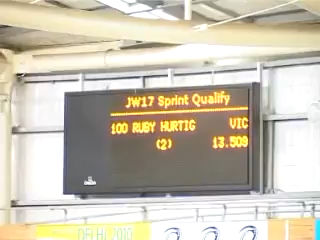 JW17 Sprint Qualify
100 RUBY HURTIG VIC
(2) 13.509
DELHI 2010